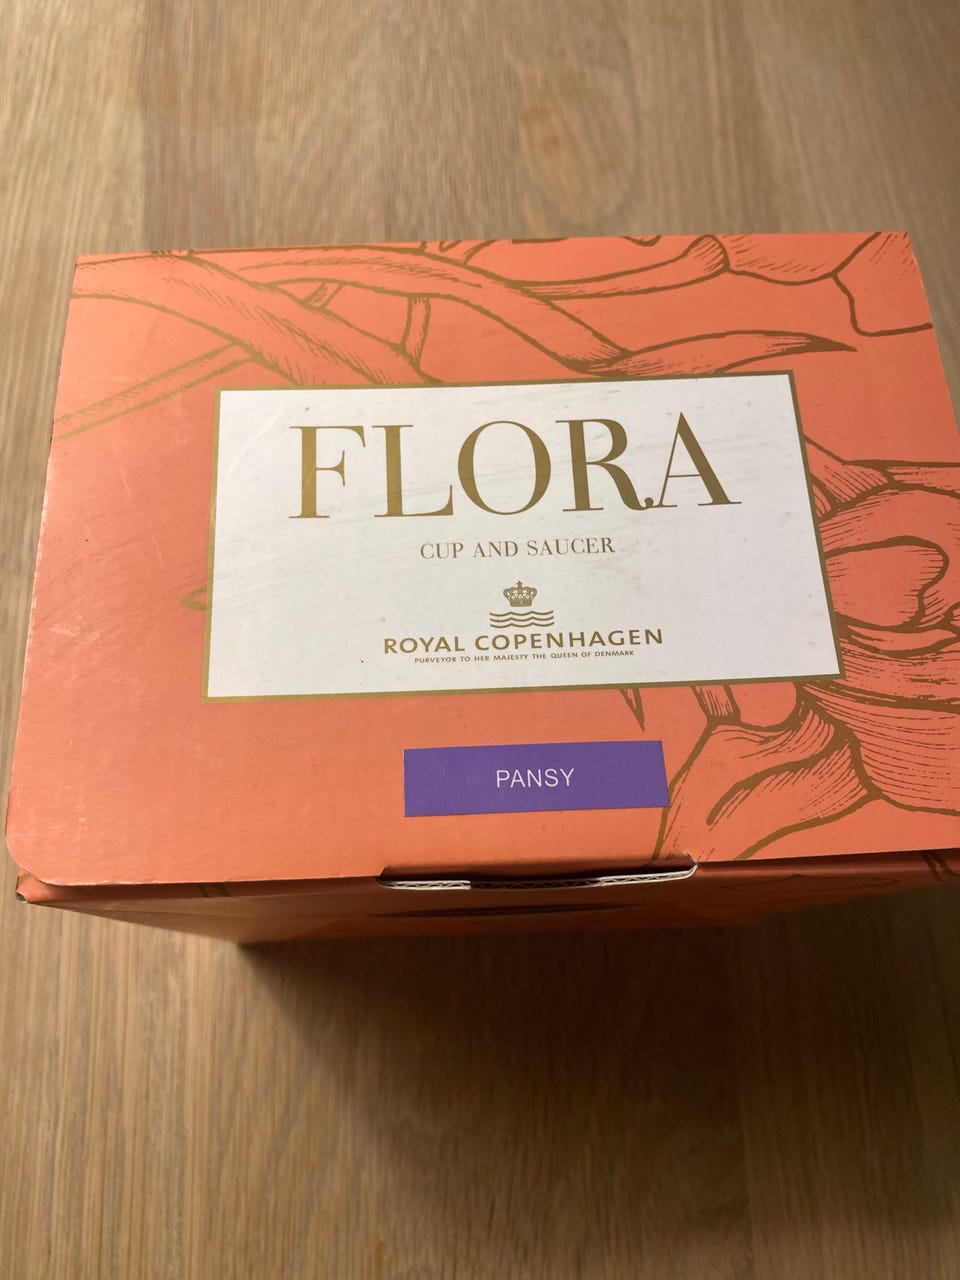 FLORA
CUP AND SAUCER
ROYAL COPENHAGEN
PURVEYOR TO HER MAJESTY THE QUEEN OF DENMARK
PANSY